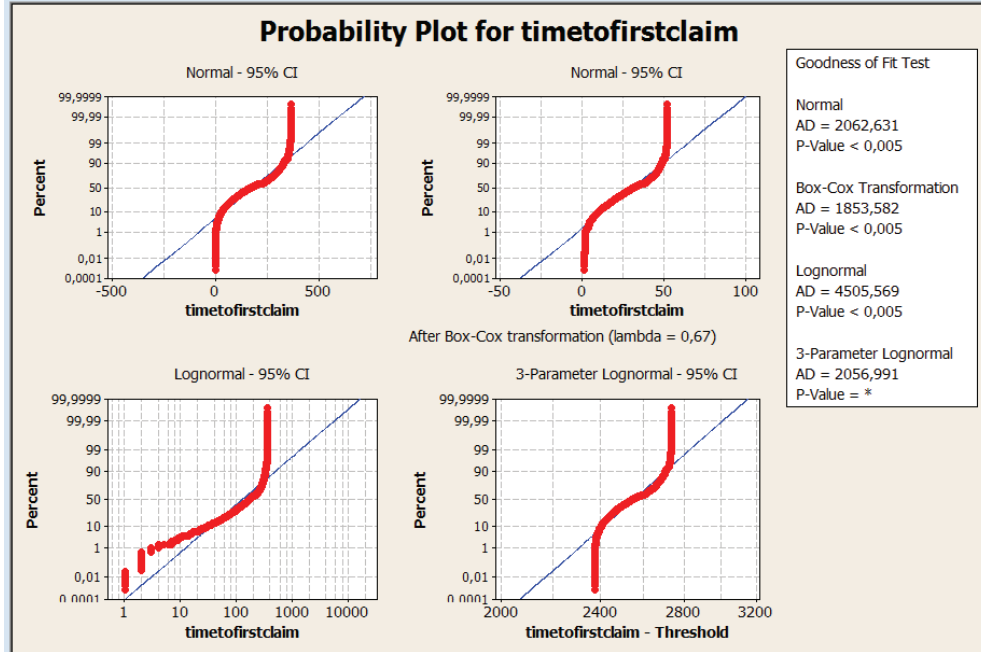 Probability Plot for timetofirstclaim
Normal - 95% CI
99,9999
99,99
99
90
50
10
1
0,01
0,0001
Percent
-500
0
500
timetofirstclaim
Normal - 95% CI
99,9999
99,99
99
90
50
10
1
0,01
0,0001
Percent
-50
0
50
100
timetofirstclaim
After Box-Cox transformation (lambda = 0,67)
Lognormal - 95% CI
99,9999
99,99
99
90
50
10
1
0,01
0,0001
Percent
1
10
100
1000
10000
timetofirstclaim
3-Parameter Lognormal - 95% CI
99,9999
99,99
99
90
50
10
1
0,01
0,0001
Percent
2000
2400
2800
3200
timetofirstclaim - Threshold
Goodness of Fit Test
Normal
AD = 2062,631
P-Value < 0,005
Box-Cox Transformation
AD = 1853,582
P-Value < 0,005
Lognormal
AD = 4505,569
P-Value < 0,005
3-Parameter Lognormal
AD = 2056,991
P-Value = *